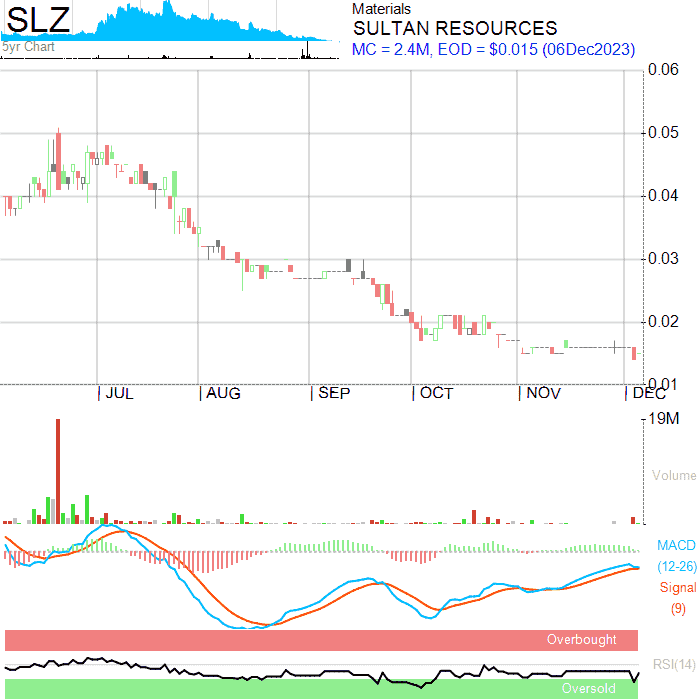 SLZ
5yr Chart
Materials
SULTAN RESOURCES
MC = 2.4M, EOD = $0.015 (06Dec2023)
0.06
0.05
0.04
0.03
0.02
0.01
JUL AUG SEP OCT NOV DEC
19M
Volume
MACD
(12-26)
Signal
(9)
Overbought
RSI(14)
Oversold